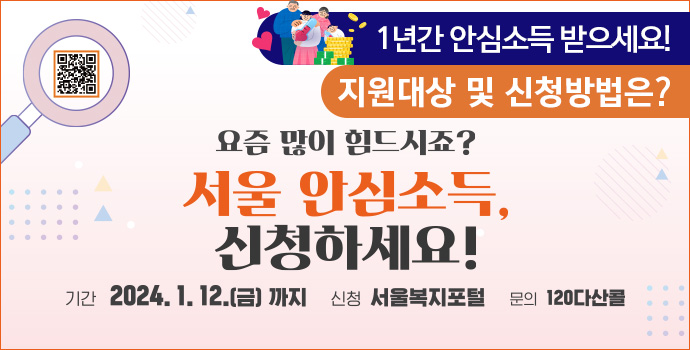 1년간 안심소득 받으세요!
지원대상 및 신청방법은?
요즘 많이 힘드시죠?
서울 안심소득,
신청하세요!
기간 2024. 1. 12.(금) 까지 신청 서울복지포털 문의 120다산콜